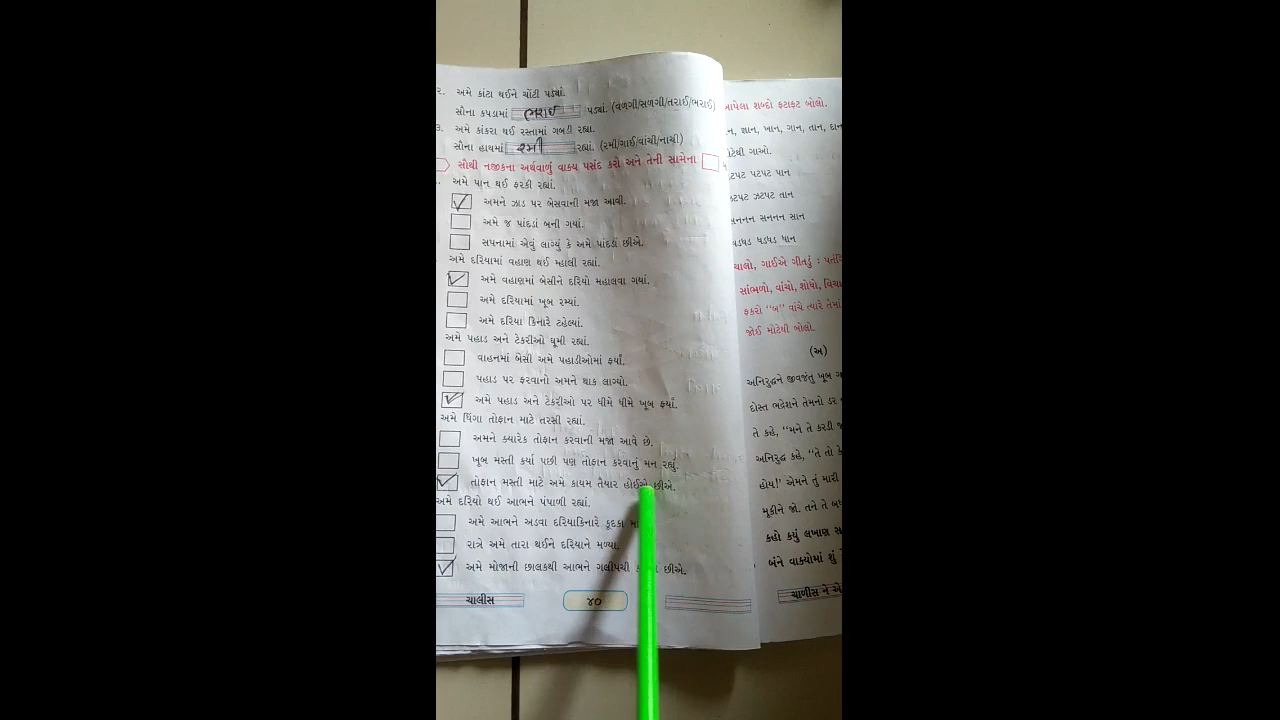 ૨. અમે કાંટા થઈને ચોંટી પડ્યાં.
સૌના કપડામાં ભરાઈ પડ્યાં. (વળગી/સળગી/તરાઈ/ભરાઈ)
૩. અમે કાંકરા થઈ રસ્તામાં ગબડી રહ્યા.
સૌના હાથમાં રમી રહ્યાં. (રમી/ગાઈ/વાંચી/નાચી)
સૌથી નજીકના અર્થવાળું વાક્ય પસંદ કરો અને તેની સામેના
અમે પાન થઈ ફરકી રહ્યાં.
અમને ઝાડ પર બેસવાની મજા આવી.
અમે જ પાંદડાં બની ગયાં.
સપનામાં એવું લાગ્યું કે અમે પાંદડાં છીએ.
અમે દરિયામાં વહાણ થઈ મ્હાલી રહ્યાં.
અમે વહાણમાં બેસીને દરિયો મહાલવા ગયાં.
અમે દરિયામાં ખૂબ રમ્યાં.
અમે દરિયા કિનારે ટહેલ્યાં.
અમે પહાડ અને ટેકરીઓ ઘૂમી રહ્યાં.
વાહનમાં બેસી અમે પહાડીઓમાં ફર્યાં.
પહાડ પર ફરવાનો અમને થાક લાગ્યો.
અમે પહાડ અને ટેકરીઓ પર ધીમે ધીમે ખૂબ ફર્યાં.
અમે ધિંગા તોફાન માટે તરસી રહ્યાં.
અમને ક્યારેક તોફાન કરવાની મજા આવે છે.
ખૂબ મસ્તી કર્યા પછી પણ તોફાન કરવાનું મન રહ્યું.
તોફાન મસ્તી માટે અમે કાયમ તૈયાર હોઈએ છીએ.
અમે દરિયો થઈ આભને પંપાળી રહ્યાં.
અમે આભને અડવા દરિયાકિનારે કૂદકા
રાત્રે અમે તારા થઈને દરિયાને મળ્યા.
અમે મોજાની છાલકથી આભને ગલીપચી છીએ.
ચાલીસ
૪૦
આપેલા શબ્દો ફટાફટ બોલો.
જ્ઞાન, ખાન, ગાન, તાન,
ગાઓ.
પટપટ પાન
ઝટપટ તાન
સનનન સાન
ધડધડ ધાન
ચાલો, ગાઈએ ગીતડું :
સાંભળો, વાંચો, શોધો,
ફકરો "બ" વાંચે ત્યારે તેમાં
જોઈ મોટેથી બોલો.
(અ)
અનિરુદ્ધને જીવજંતુ ખૂબ
દોસ્ત ભદ્રેશને તેમનો ડર
તે કહે, "મને તે કરડી
અનિરુદ્ધ કહે, "તે તો
હોય!' એમને તું મારી
મૂકીને જો. તને તે
કહો કયું લખાણ
બંને વાક્યોમાં શું
ચાળીસ ને